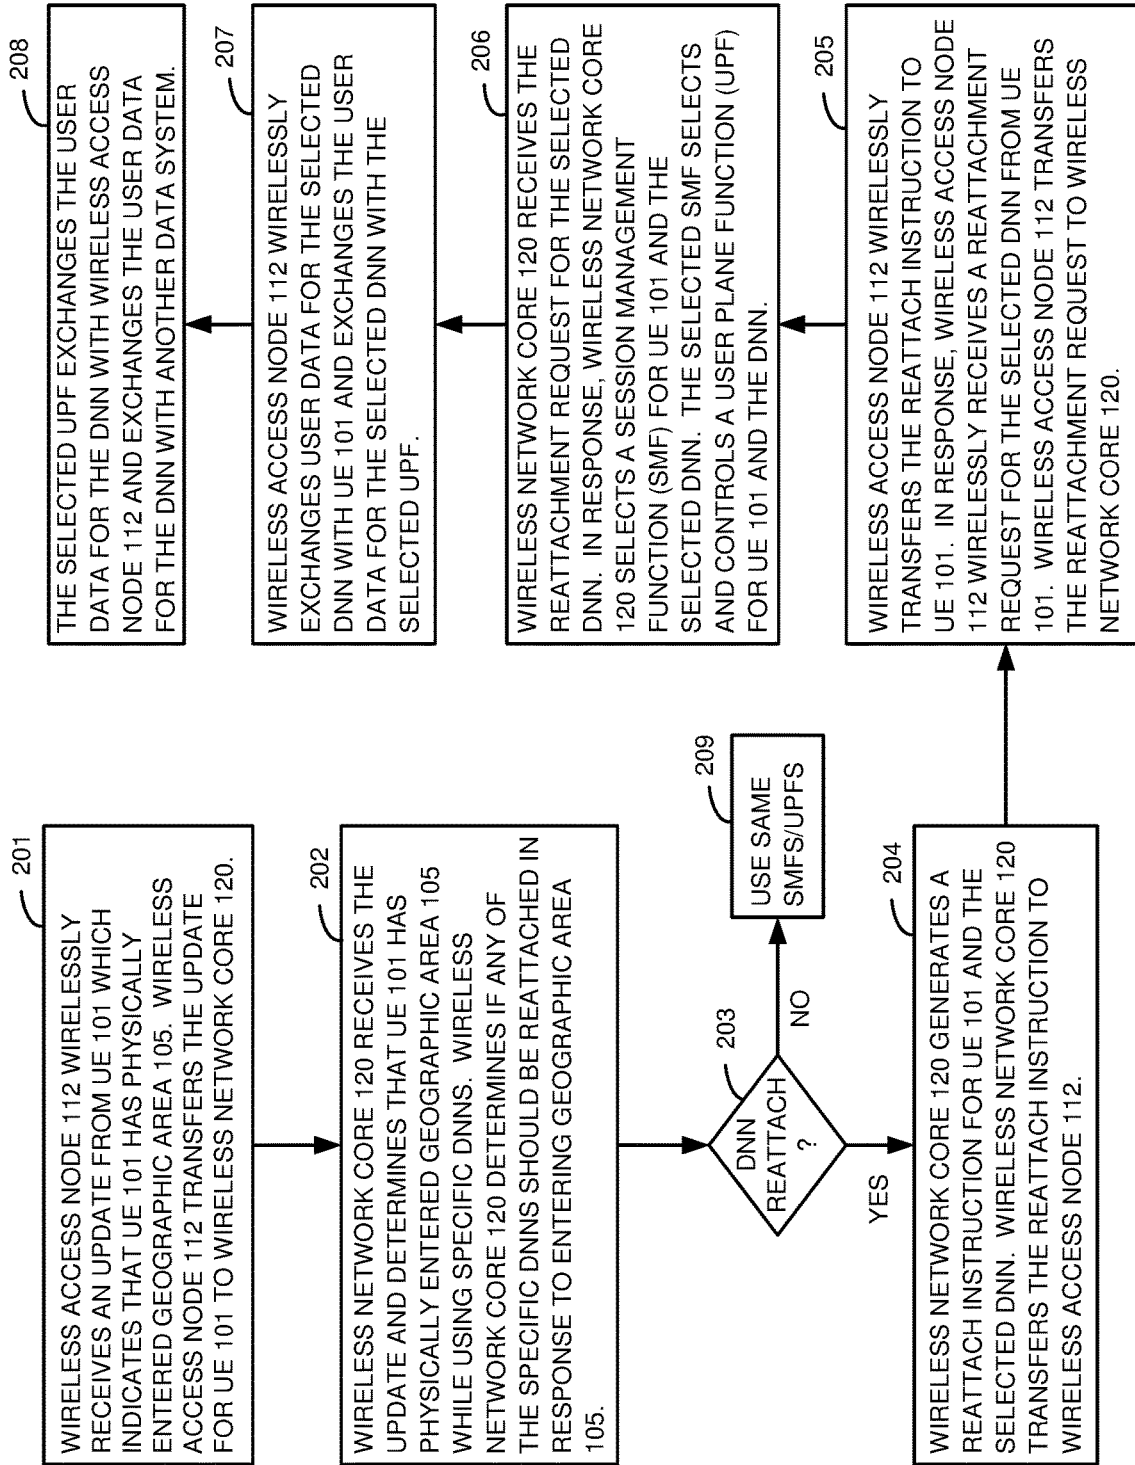 201
WIRELESS ACCESS NODE 112 WIRELESSLY
RECEIVES AN UPDATE FROM UE 101 WHICH
INDICATES THAT UE 101 HAS PHYSICALLY
ENTERED GEOGRAPHIC AREA 105. WIRELESS
ACCESS NODE 112 TRANSFERS THE UPDATE
FOR UE 101 TO WIRELESS NETWORK CORE 120.
202
WIRELESS NETWORK CORE 120 RECEIVES THE
UPDATE AND DETERMINES THAT UE 101 HAS
PHYSICALLY ENTERED GEOGRAPHIC AREA 105
WHILE USING SPECIFIC DNNS. WIRELESS
NETWORK CORE 120 DETERMINES IF ANY OF
THE SPECIFIC DNNS SHOULD BE REATTACHED IN
RESPONSE TO ENTERING GEOGRAPHIC AREA
105.
203
DNN
REATTACH
?
NO
209
USE SAME
SMFS/UPFS
YES
204
WIRELESS NETWORK CORE 120 GENERATES A
REATTACH INSTRUCTION FOR UE 101 AND THE
SELECTED DNN. WIRELESS NETWORK CORE 120
TRANSFERS THE REATTACH INSTRUCTION TO
WIRELESS ACCESS NODE 112.
205
WIRELESS ACCESS NODE 112 WIRELESSLY
TRANSFERS THE REATTACH INSTRUCTION TO
UE 101. IN RESPONSE, WIRELESS ACCESS NODE
112 WIRELESSLY RECEIVES A REATTACHMENT
REQUEST FOR THE SELECTED DNN FROM UE
101. WIRELESS ACCESS NODE 112 TRANSFERS
THE REATTACHMENT REQUEST TO WIRELESS
NETWORK CORE 120.
206
WIRELESS NETWORK CORE 120 RECEIVES THE
REATTACHMENT REQUEST FOR THE SELECTED
DNN. IN RESPONSE, WIRELESS NETWORK CORE
120 SELECTS A SESSION MANAGEMENT
FUNCTION (SMF) FOR UE 101 AND THE
SELECTED DNN. THE SELECTED SMF SELECTS
AND CONTROLS A USER PLANE FUNCTION (UPF)
FOR UE 101 AND THE DNN.
207
WIRELESS ACCESS NODE 112 WIRELESSLY
EXCHANGES USER DATA FOR THE SELECTED
DNN WITH UE 101 AND EXCHANGES THE USER
DATA FOR THE SELECTED DNN WITH THE
SELECTED UPF.
208
THE SELECTED UPF EXCHANGES THE USER
DATA FOR THE DNN WITH WIRELESS ACCESS
NODE 112 AND EXCHANGES THE USER DATA
FOR THE DNN WITH ANOTHER DATA SYSTEM.